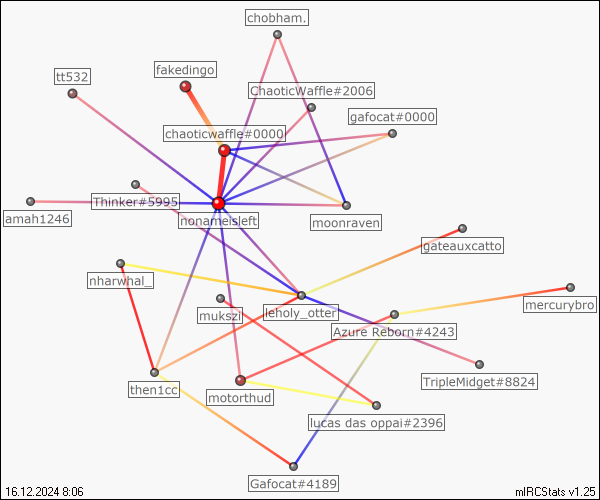 chobham.
fakedingo
tt532
ChaoticWaffle#2006
gafocat#0000
chaoticwaffle#0000
Thinker#5995
amah1246
nonameisleft
moonraven
gateauxcatto
nharwhal_
mukszi
leholy_otter
mercurybro
Azure Reborn#4243
then1cc
motorthud
TripleMidget#8824
lucas das oppai#2396
Gafocat#4189
16.12.2024 8:06
mIRCStats v1.25